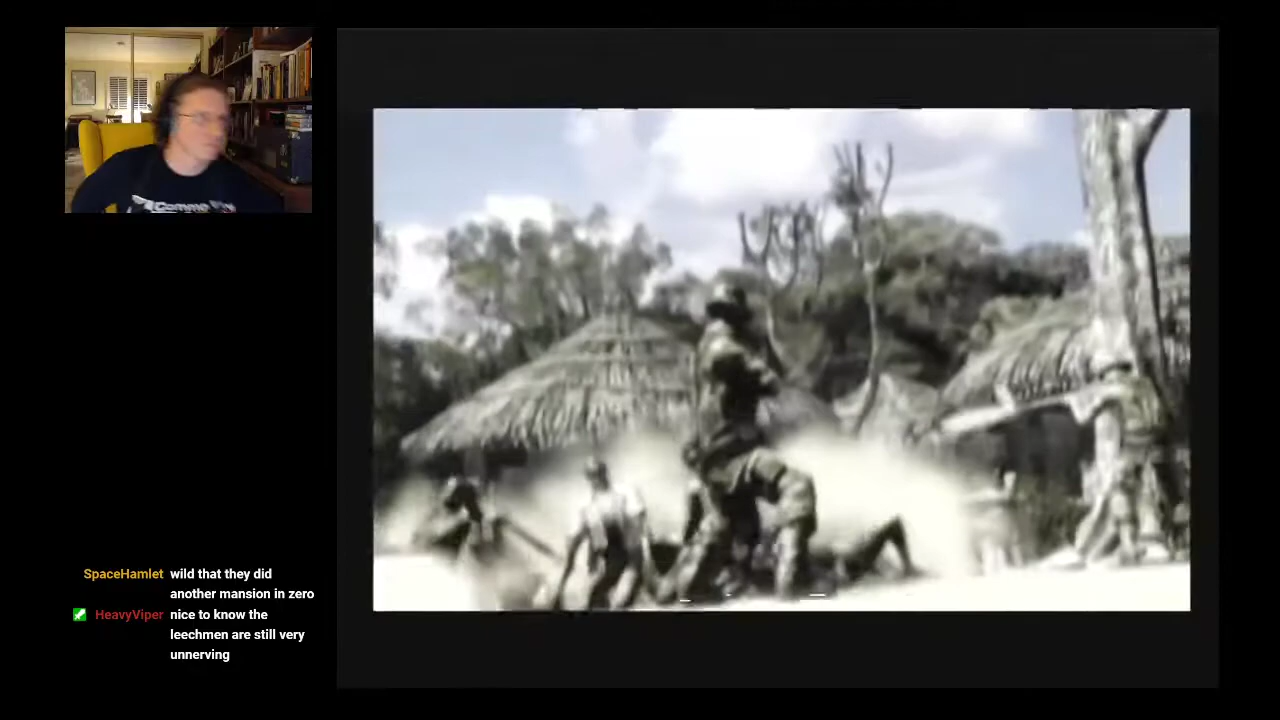 Commo
SpaceHamlet wild that they did
another mansion in zero
HeavyViper nice to know the
leechmen are still very
unnerving